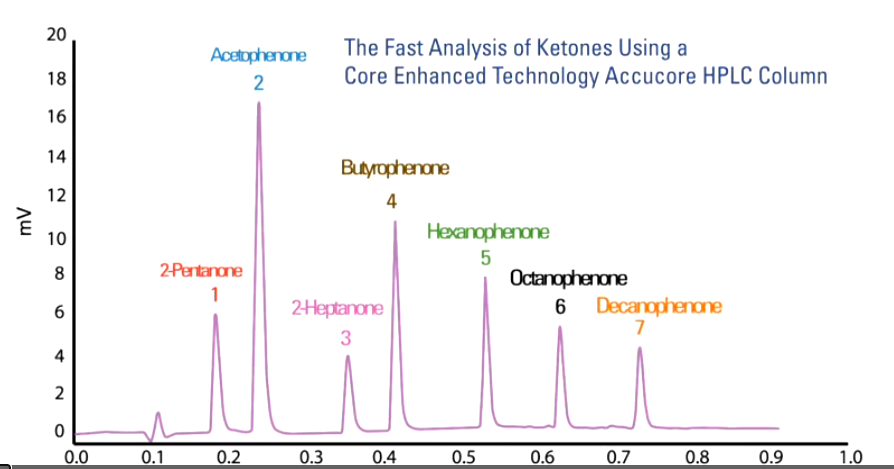 The Fast Analysis of Ketones Using a
Core Enhanced Technology Accucore HPLC Column
20
18
16
14
12
10
8
6
4
2
0
mV
Acetophenone
2
Butyrophenone
4
Hexanophenone
5
2-Pentanone
1
Octanophenone
6
2-Heptanone
3
Decanophenone
7
0.0 0.1 0.2 0.3 0.4 0.5 0.6 0.7 0.8 0.9 1.0